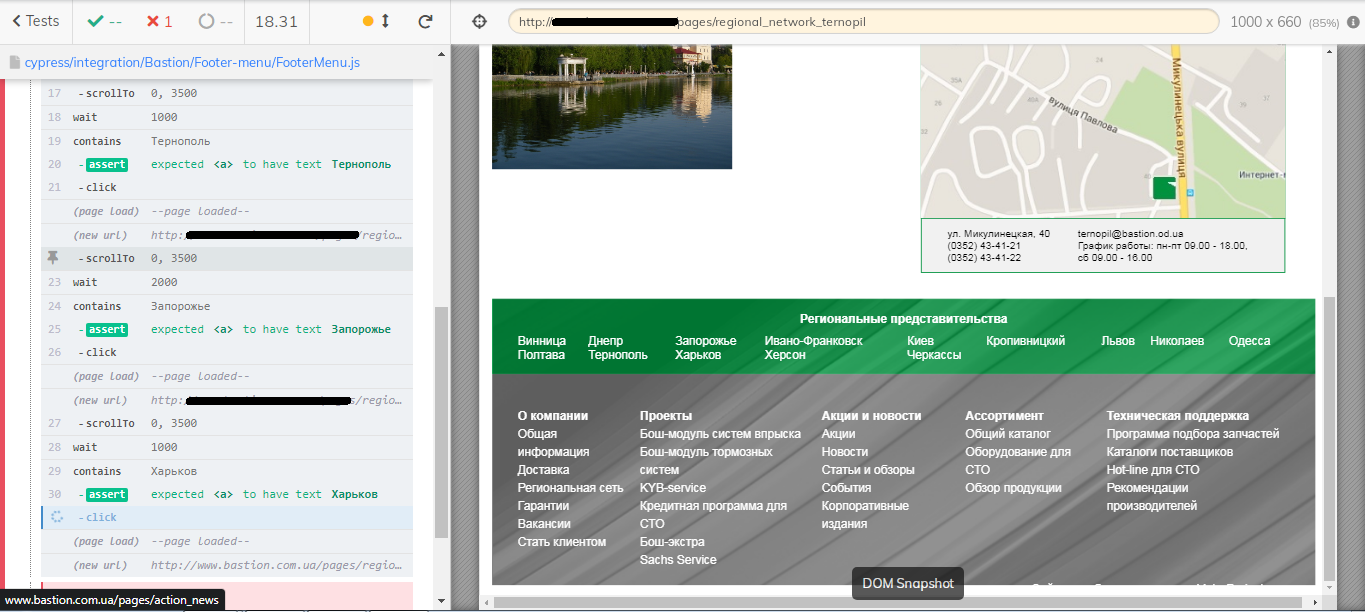 Tests
--
1
--
18.31
http://
pages/regional_network_ternopil
1000 x 660 (85%)
cypress/integration/Bastion/Footer-menu/FooterMenu.js
17 -scrollTo 0, 3500
18 wait 1000
19 contains Тернополь
20 -assert expected <a> to have text Тернополь
21 -click
(page load) --page loaded--
(new url) http: /regio…
-scrollTo 0, 3500
23 wait 2000
24 contains Запорожье
25 -assert expected <a> to have text Запорожье
26 -click
(page load) --page loaded--
(new url) http: s/regio…
27 -scrollTo 0, 3500
28 wait 1000
29 contains Харьков
30 -assert expected <a> to have text Харьков
-click
(page load) --page loaded--
(new url) http://www.bastion.com.ua/pages/regio…
www.bastion.com.ua/pages/action_news
24
35А
26
40А
32
39
17
вулиця Павлова
Микулинецька вулиця
Интернет-
ул. Микулинецкая, 40
(0352) 43-41-21
(0352) 43-41-22
ternopil@bastion.od.ua
График работы: пн-пт 09.00 - 18.00,
сб 09.00 - 16.00
Региональные представительства
Винница Днепр Запорожье Ивано-Франковск Киев Кропивницкий Львов Николаев Одесса
Полтава Тернополь Харьков Херсон Черкассы
О компании
Общая
информация
Доставка
Региональная сеть
Гарантии
Вакансии
Стать клиентом
Проекты
Бош-модуль систем впрыска
Бош-модуль тормозных
систем
KYB-service
Кредитная программа для
СТО
Бош-экстра
Sachs Service
Акции и новости
Акции
Новости
Статьи и обзоры
События
Корпоративные
издания
Ассортимент
Общий каталог
Оборудование для
СТО
Обзор продукции
Техническая поддержка
Программа подбора запчастей
Каталоги поставщиков
Hot-line для СТО
Рекомендации
производителей
DOM Snapshot